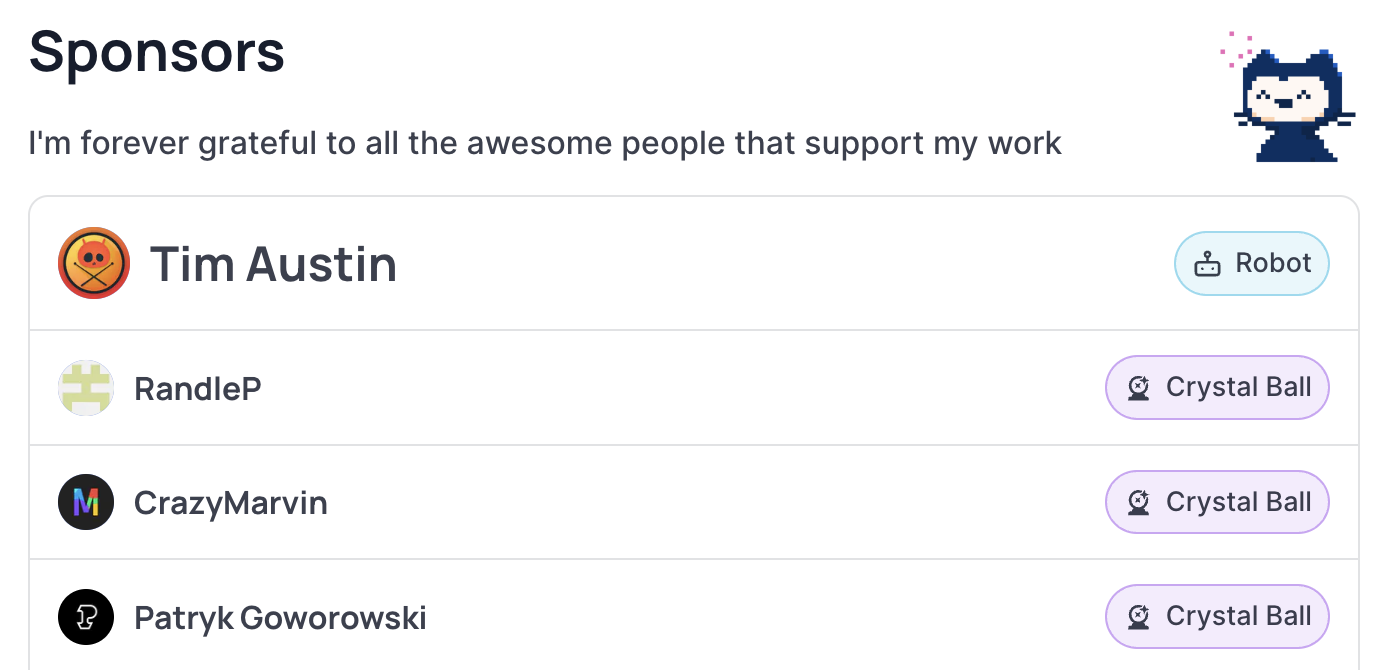 Sponsors
I'm forever grateful to all the awesome people that support my work
Tim Austin
Robot
RandleP
Crystal Ball
M
CrazyMarvin
Crystal Ball
P
Patryk Goworowski
Crystal Ball